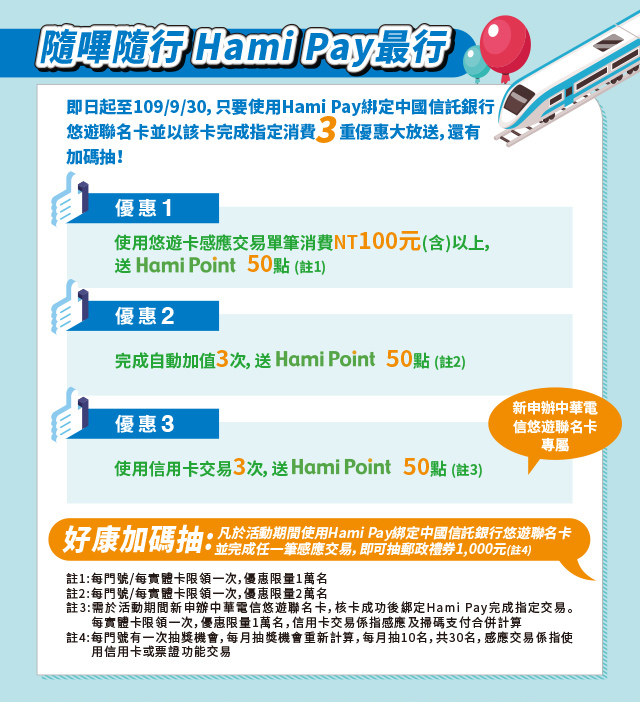 隨嗶隨行 Hami Pay最行
即日起至109/9/30, 只要使用Hami Pay綁定中國信託銀行
悠遊聯名卡並以該卡完成指定消費3重優惠大放送, 還有
加碼抽!
優惠1
使用悠遊卡感應交易單筆消費NT100元(含)以上,
送 Hami Point 50點 (註1)
優惠2
完成自動加值3次, 送 Hami Point 50點 (註2)
優惠3
新申辦中華電
信悠遊聯名卡
專屬
使用信用卡交易3次, 送 Hami Point 50點 (註3)
好康加碼抽: 凡於活動期間使用Hami Pay綁定中國信託銀行悠遊聯名卡
並完成任一筆感應交易, 即可抽郵政禮券1,000元(註4)
註1:每門號/每實體卡限領一次, 優惠限量1萬名
註2:每門號/每實體卡限領一次, 優惠限量2萬名
註3:需於活動期間新申辦中華電信悠遊聯名卡, 核卡成功後綁定Hami Pay完成指定交易。
每實體卡限領一次, 優惠限量1萬名, 信用卡交易係指感應及掃碼支付合併計算
註4:每門號有一次抽獎機會, 每月抽獎機會重新計算, 每月抽10名, 共30名, 感應交易係指使
用信用卡或票證功能交易